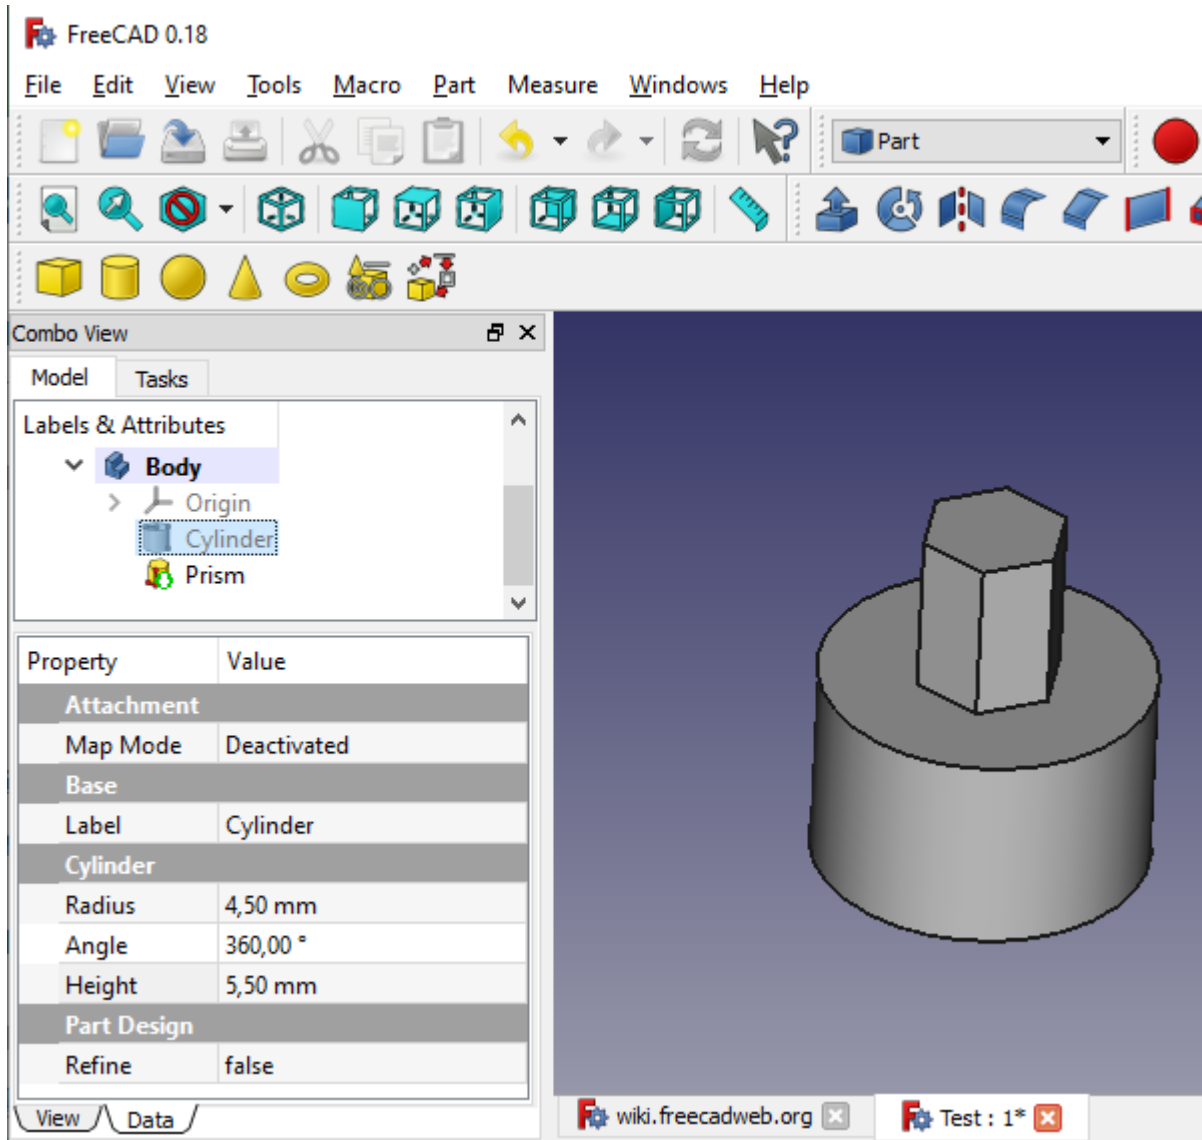 FreeCAD 0.18
File Edit View Tools Macro Part Measure Windows Help
Part
Combo View
Model Tasks
Labels & Attributes
Body
Origin
Cylinder
Prism
Property Value
Attachment
Map Mode Deactivated
Base
Label Cylinder
Cylinder
Radius 4,50 mm
Angle 360,00 °
Height 5,50 mm
Part Design
Refine false
View Data
wiki.freecadweb.org Test : 1*